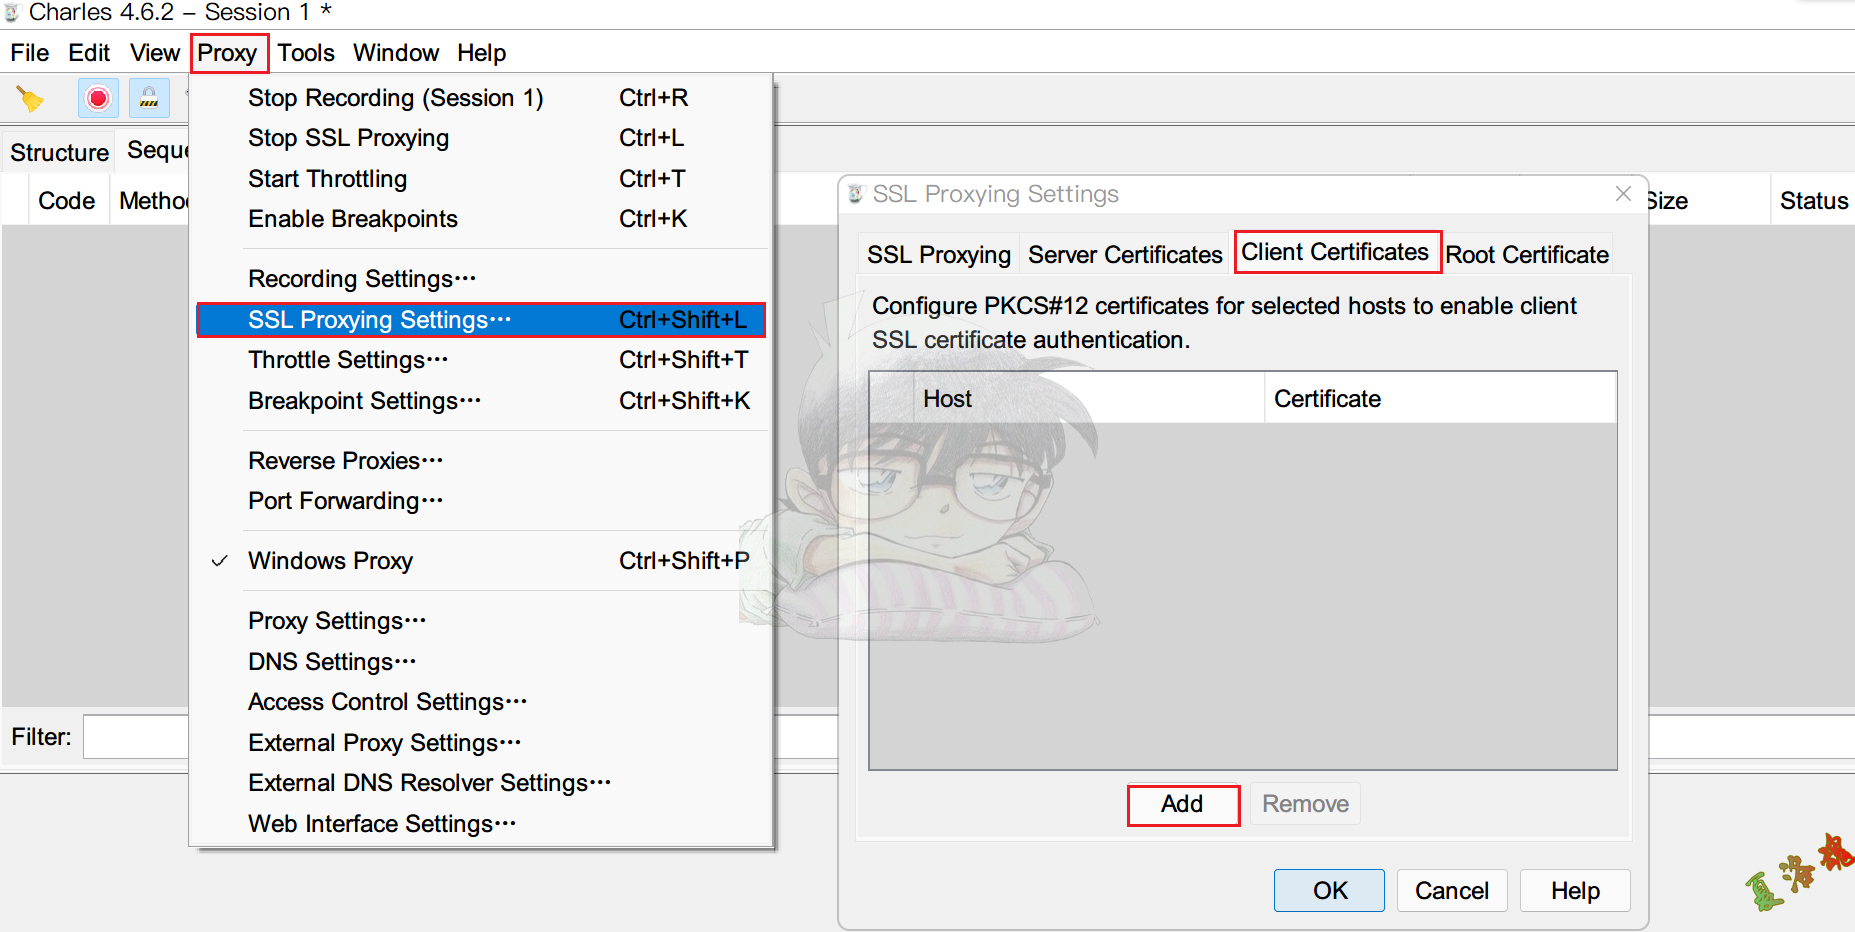 Charles 4.6.2 – Session 1 *
File Edit View Proxy Tools Window Help
Stop Recording (Session 1) Ctrl+R
Stop SSL Proxying Ctrl+L
Start Throttling Ctrl+T
Enable Breakpoints Ctrl+K
Recording Settings···
SSL Proxying Settings··· Ctrl+Shift+L
Throttle Settings··· Ctrl+Shift+T
Breakpoint Settings··· Ctrl+Shift+K
Reverse Proxies···
Port Forwarding···
Windows Proxy Ctrl+Shift+P
Proxy Settings···
DNS Settings···
Access Control Settings···
External Proxy Settings···
External DNS Resolver Settings···
Web Interface Settings···
Structure Seque
Code Metho Size Status
Filter:
SSL Proxying Settings
SSL Proxying Server Certificates Client Certificates Root Certificate
Configure PKCS#12 certificates for selected hosts to enable client
SSL certificate authentication.
Host Certificate
Add Remove
OK Cancel Help
夏洛魂